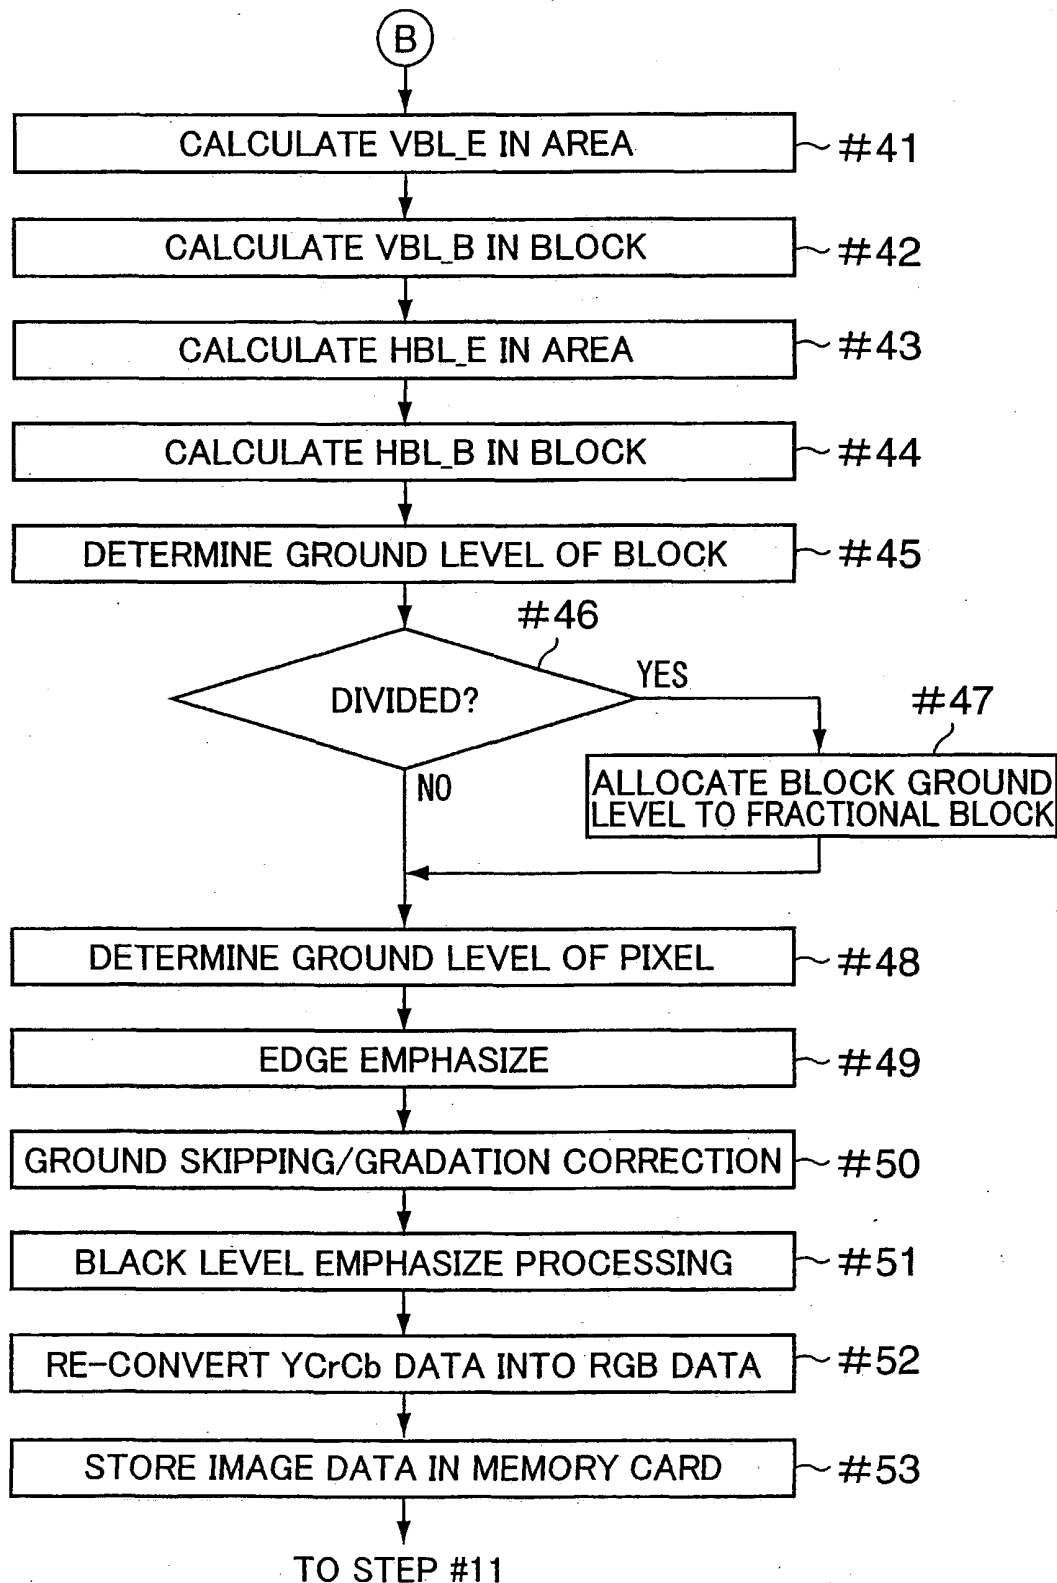 B
CALCULATE VBL_E IN AREA
#41
CALCULATE VBL_B IN BLOCK
#42
CALCULATE HBL_E IN AREA
#43
CALCULATE HBL_B IN BLOCK
#44
DETERMINE GROUND LEVEL OF BLOCK
#45
#46
DIVIDED?
YES
NO
#47
ALLOCATE BLOCK GROUND
LEVEL TO FRACTIONAL BLOCK
DETERMINE GROUND LEVEL OF PIXEL
#48
EDGE EMPHASIZE
#49
GROUND SKIPPING/GRADATION CORRECTION
#50
BLACK LEVEL EMPHASIZE PROCESSING
#51
RE-CONVERT YCrCb DATA INTO RGB DATA
#52
STORE IMAGE DATA IN MEMORY CARD
#53
TO STEP #11